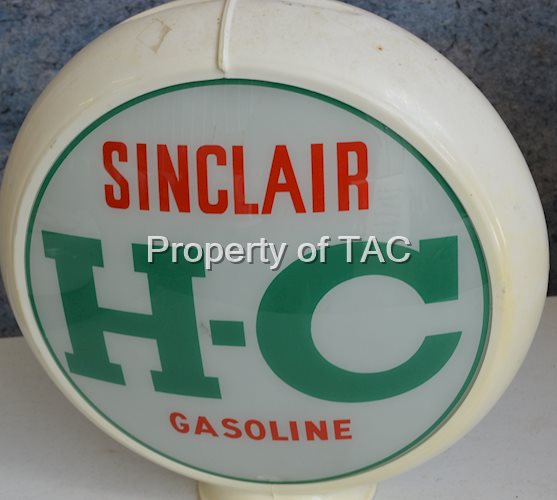 SINCLAIR
Property of TAC
H-C
GASOLINE